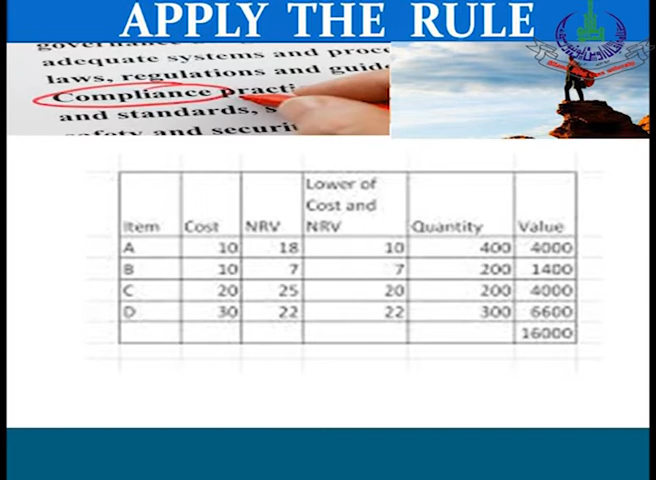 APPLY THE RULE
adequate systems and proce
laws, regulations and guid
Compliance practi
and standards, s
safety and securi
Lower of
Cost and
Item Cost NRV NRV Quantity Value
A 10 18 10 400 4000
B 10 7 7 200 1400
C 20 25 20 200 4000
D 30 22 22 300 6600
16000